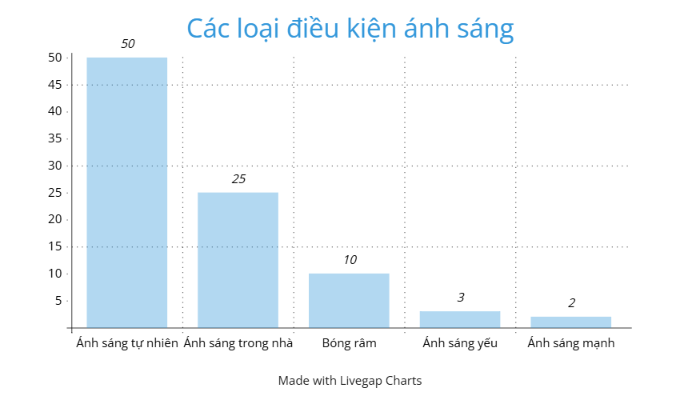 Các loại điều kiện ánh sáng
50
50
45
40
35
30
25
20
15
10
5
25
10
3
2
Ánh sáng tự nhiên
Ánh sáng trong nhà
Bóng râm
Ánh sáng yếu
Ánh sáng mạnh
Made with Livegap Charts